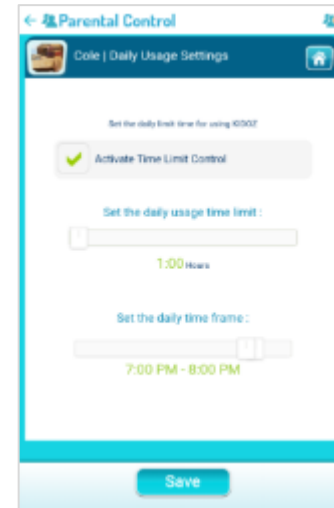 Parental Control
Cole | Daily Usage Settings
Set the daily limit time for using KIDOZ
Activate Time Limit Control
Set the daily usage time limit :
1:00 Hours
Set the daily time frame :
7:00 PM - 8:00 PM
Save